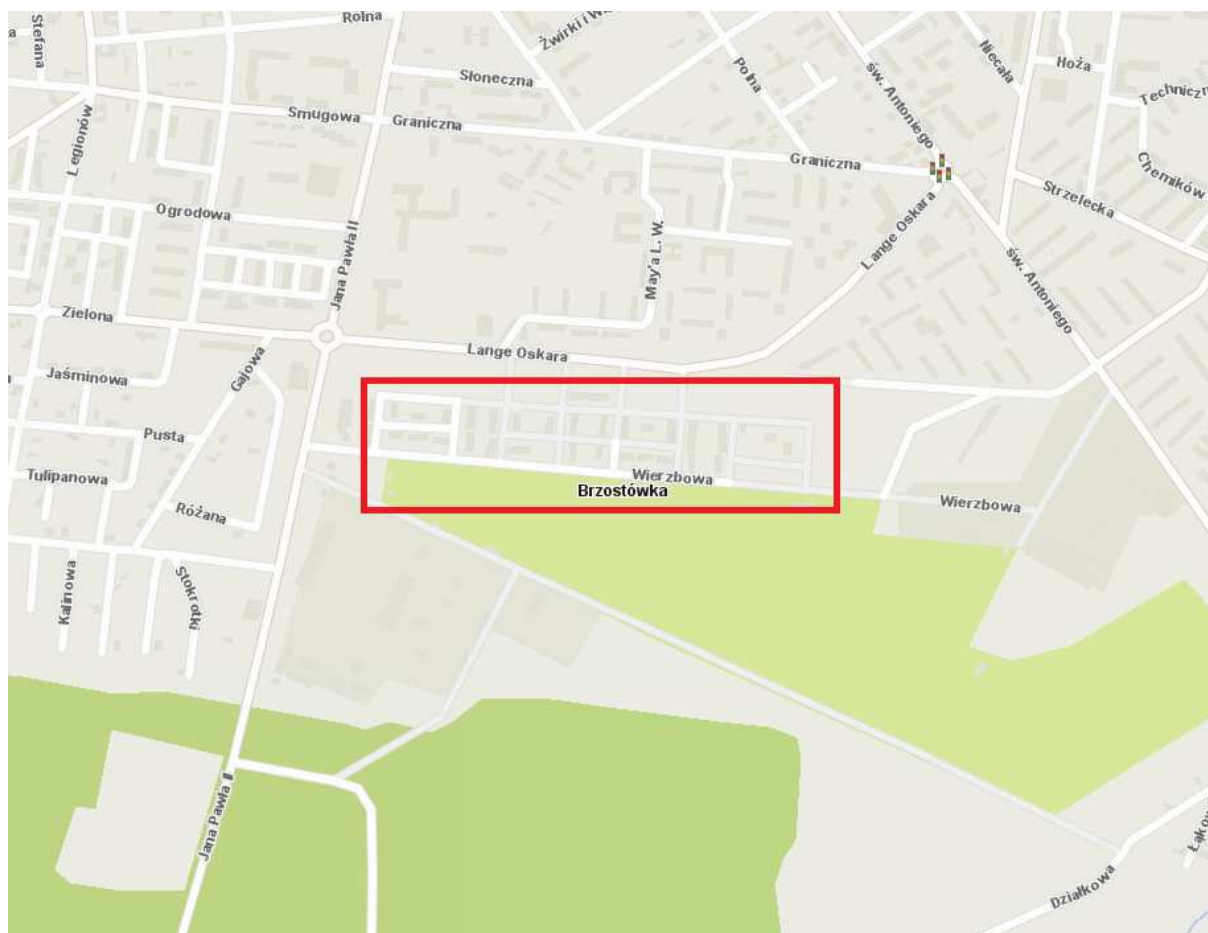 Rolna
Stefana
Żwirki i W
Słoneczna
Polna
św. Antoniego
Niecała
Hoża
Techniczn
Legionów
Smugowa
Graniczna
Graniczna
Chemików
Strzelecka
Ogrodowa
Jana Pawła II
May'a L. W.
Lange Oskara
św. Antoniego
Zielona
Lange Oskara
Jaśminowa
Gajowa
Pusta
Tulipanowa
Wierzbowa
Brzostówka
Wierzbowa
Różana
Kalinowa
Stokrotki
Jana Pawła II
Działkowa
Łąkow